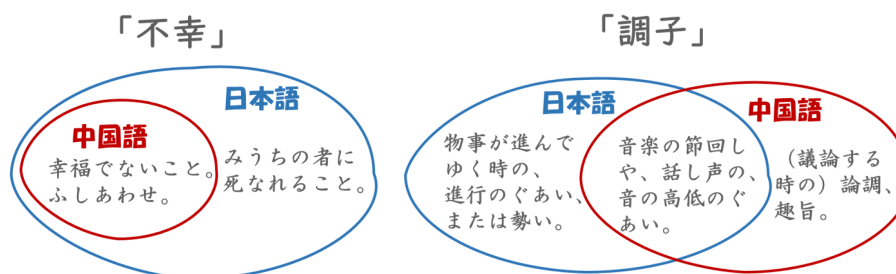 「不幸」
日本語
中国語
幸福でないこと。
ふしあわせ。
みうちの者に
死なれること。
「調子」
日本語
物事が進んで
ゆく時の、
進行のぐあい、
または勢い。
音楽の節回し
や、話し声の、
音の高低のぐ
あい。
中国語
（議論する
時の）論調、
趣旨。